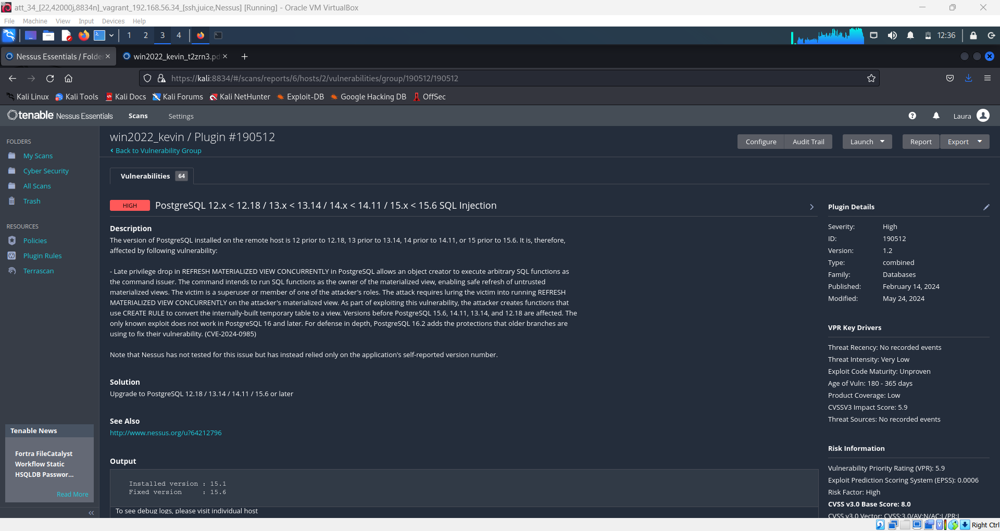 att_34_[22,42000j,8834n]_vagrant_192.168.56.34_[ssh,juice,Nessus] [Running] - Oracle VM VirtualBox
File Machine View Input Devices Help
1 2 3 4 12:36
Nessus Essentials / Folde win2022_kevin_t2zrn3.pd
https://kali:8834/#/scans/reports/6/hosts/2/vulnerabilities/group/190512/190512
Kali Linux Kali Tools Kali Docs Kali Forums Kali NetHunter Exploit-DB Google Hacking DB OffSec
tenable Nessus Essentials Scans Settings Laura
FOLDERS
My Scans
Cyber Security
All Scans
Trash
RESOURCES
Policies
Plugin Rules
Terrascan
Tenable News
Fortra FileCatalyst
Workflow Static
HSQLDB Passwor...
Read More
win2022_kevin / Plugin #190512
Back to Vulnerability Group
Configure Audit Trail Launch Report Export
Vulnerabilities 64
HIGH PostgreSQL 12.x < 12.18 / 13.x < 13.14 / 14.x < 14.11 / 15.x < 15.6 SQL Injection
Description
The version of PostgreSQL installed on the remote host is 12 prior to 12.18, 13 prior to 13.14, 14 prior to 14.11, or 15 prior to 15.6. It is, therefore,
affected by following vulnerability:
- Late privilege drop in REFRESH MATERIALIZED VIEW CONCURRENTLY in PostgreSQL allows an object creator to execute arbitrary SQL functions as
the command issuer. The command intends to run SQL functions as the owner of the materialized view, enabling safe refresh of untrusted
materialized views. The victim is a superuser or member of one of the attacker's roles. The attack requires luring the victim into running REFRESH
MATERIALIZED VIEW CONCURRENTLY on the attacker's materialized view. As part of exploiting this vulnerability, the attacker creates functions that
use CREATE RULE to convert the internally-built temporary table to a view. Versions before PostgreSQL 15.6, 14.11, 13.14, and 12.18 are affected. The
only known exploit does not work in PostgreSQL 16 and later. For defense in depth, PostgreSQL 16.2 adds the protections that older branches are
using to fix their vulnerability. (CVE-2024-0985)
Note that Nessus has not tested for this issue but has instead relied only on the application's self-reported version number.
Solution
Upgrade to PostgreSQL 12.18 / 13.14 / 14.11 / 15.6 or later
See Also
http://www.nessus.org/u?64212796
Output
Installed version : 15.1
Fixed version : 15.6
To see debug logs, please visit individual host
Plugin Details
Severity: High
ID: 190512
Version: 1.2
Type: combined
Family: Databases
Published: February 14, 2024
Modified: May 24, 2024
VPR Key Drivers
Threat Recency: No recorded events
Threat Intensity: Very Low
Exploit Code Maturity: Unproven
Age of Vuln: 180 - 365 days
Product Coverage: Low
CVSSV3 Impact Score: 5.9
Threat Sources: No recorded events
Risk Information
Vulnerability Priority Rating (VPR): 5.9
Exploit Prediction Scoring System (EPSS): 0.0006
Risk Factor: High
CVSS v3.0 Base Score: 8.0
CVSS v3.0 Vector: CVSS:3.0/AV:N/AC:L/PR:L
Right Ctrl